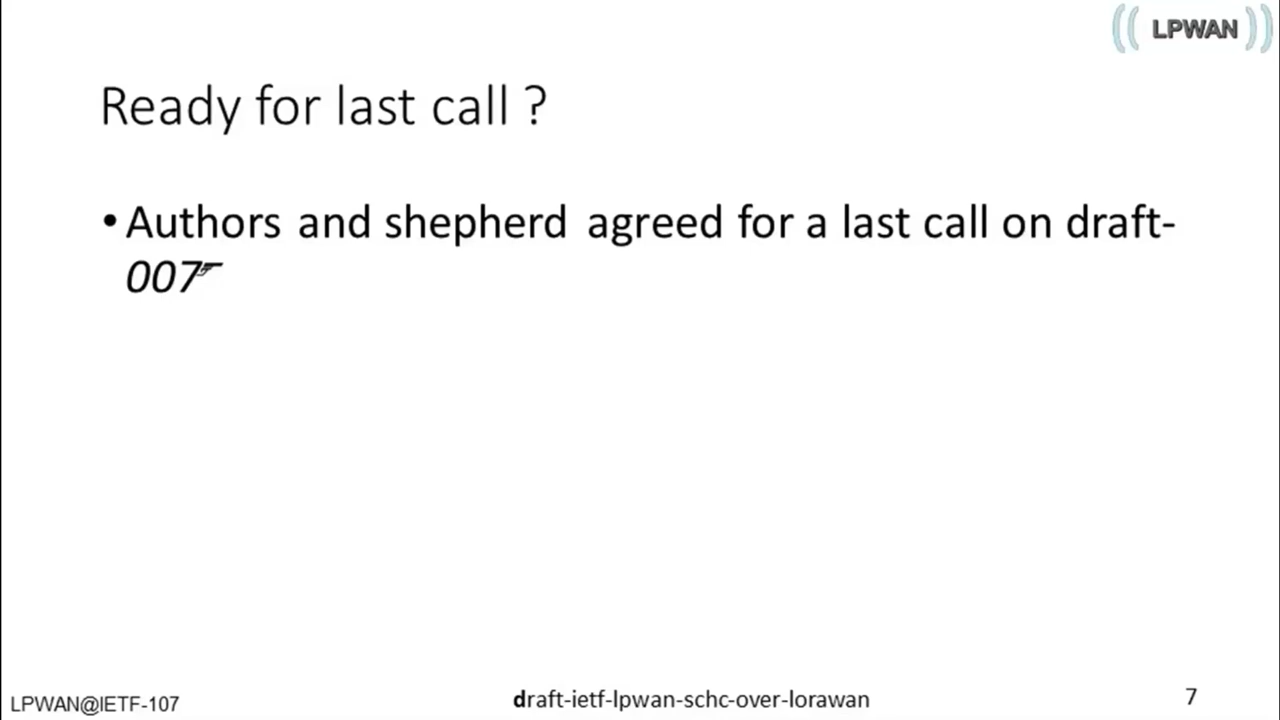 LPWAN
Ready for last call ?
• Authors and shepherd agreed for a last call on draft-
007
LPWAN@IETF-107
draft-ietf-lpwan-schc-over-lorawan
7